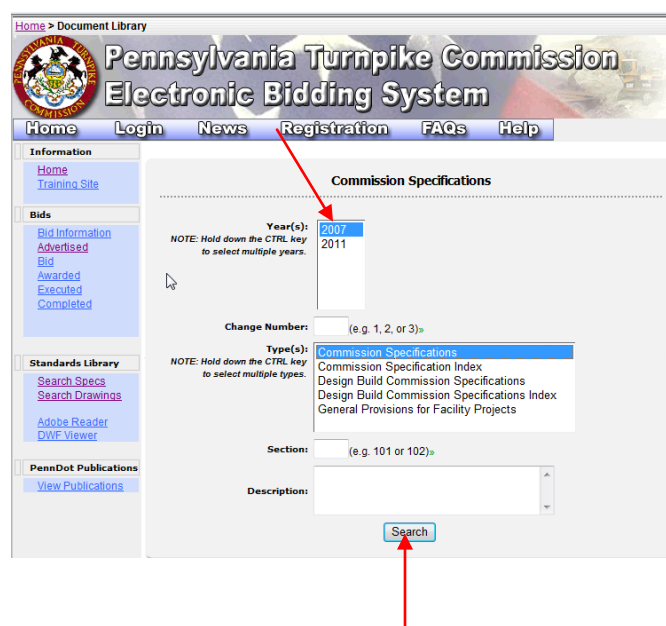 Home > Document Library
PENNSYLVANIA TURNPIKE COMMISSION
Pennsylvania Turnpike Commission
Electronic Bidding System
Home Login News Registration FAQs Help
Information
Home
Training Site
Bids
Bid Information
Advertised
Bid
Awarded
Executed
Completed
Standards Library
Search Specs
Search Drawings
Adobe Reader
DWF Viewer
PennDot Publications
View Publications
Commission Specifications
Year(s):
NOTE: Hold down the CTRL key
to select multiple years.
2007
2011
Change Number: (e.g. 1, 2, or 3)»
Type(s):
NOTE: Hold down the CTRL key
to select multiple types.
Commission Specifications
Commission Specification Index
Design Build Commission Specifications
Design Build Commission Specifications Index
General Provisions for Facility Projects
Section: (e.g. 101 or 102)»
Description:
Search